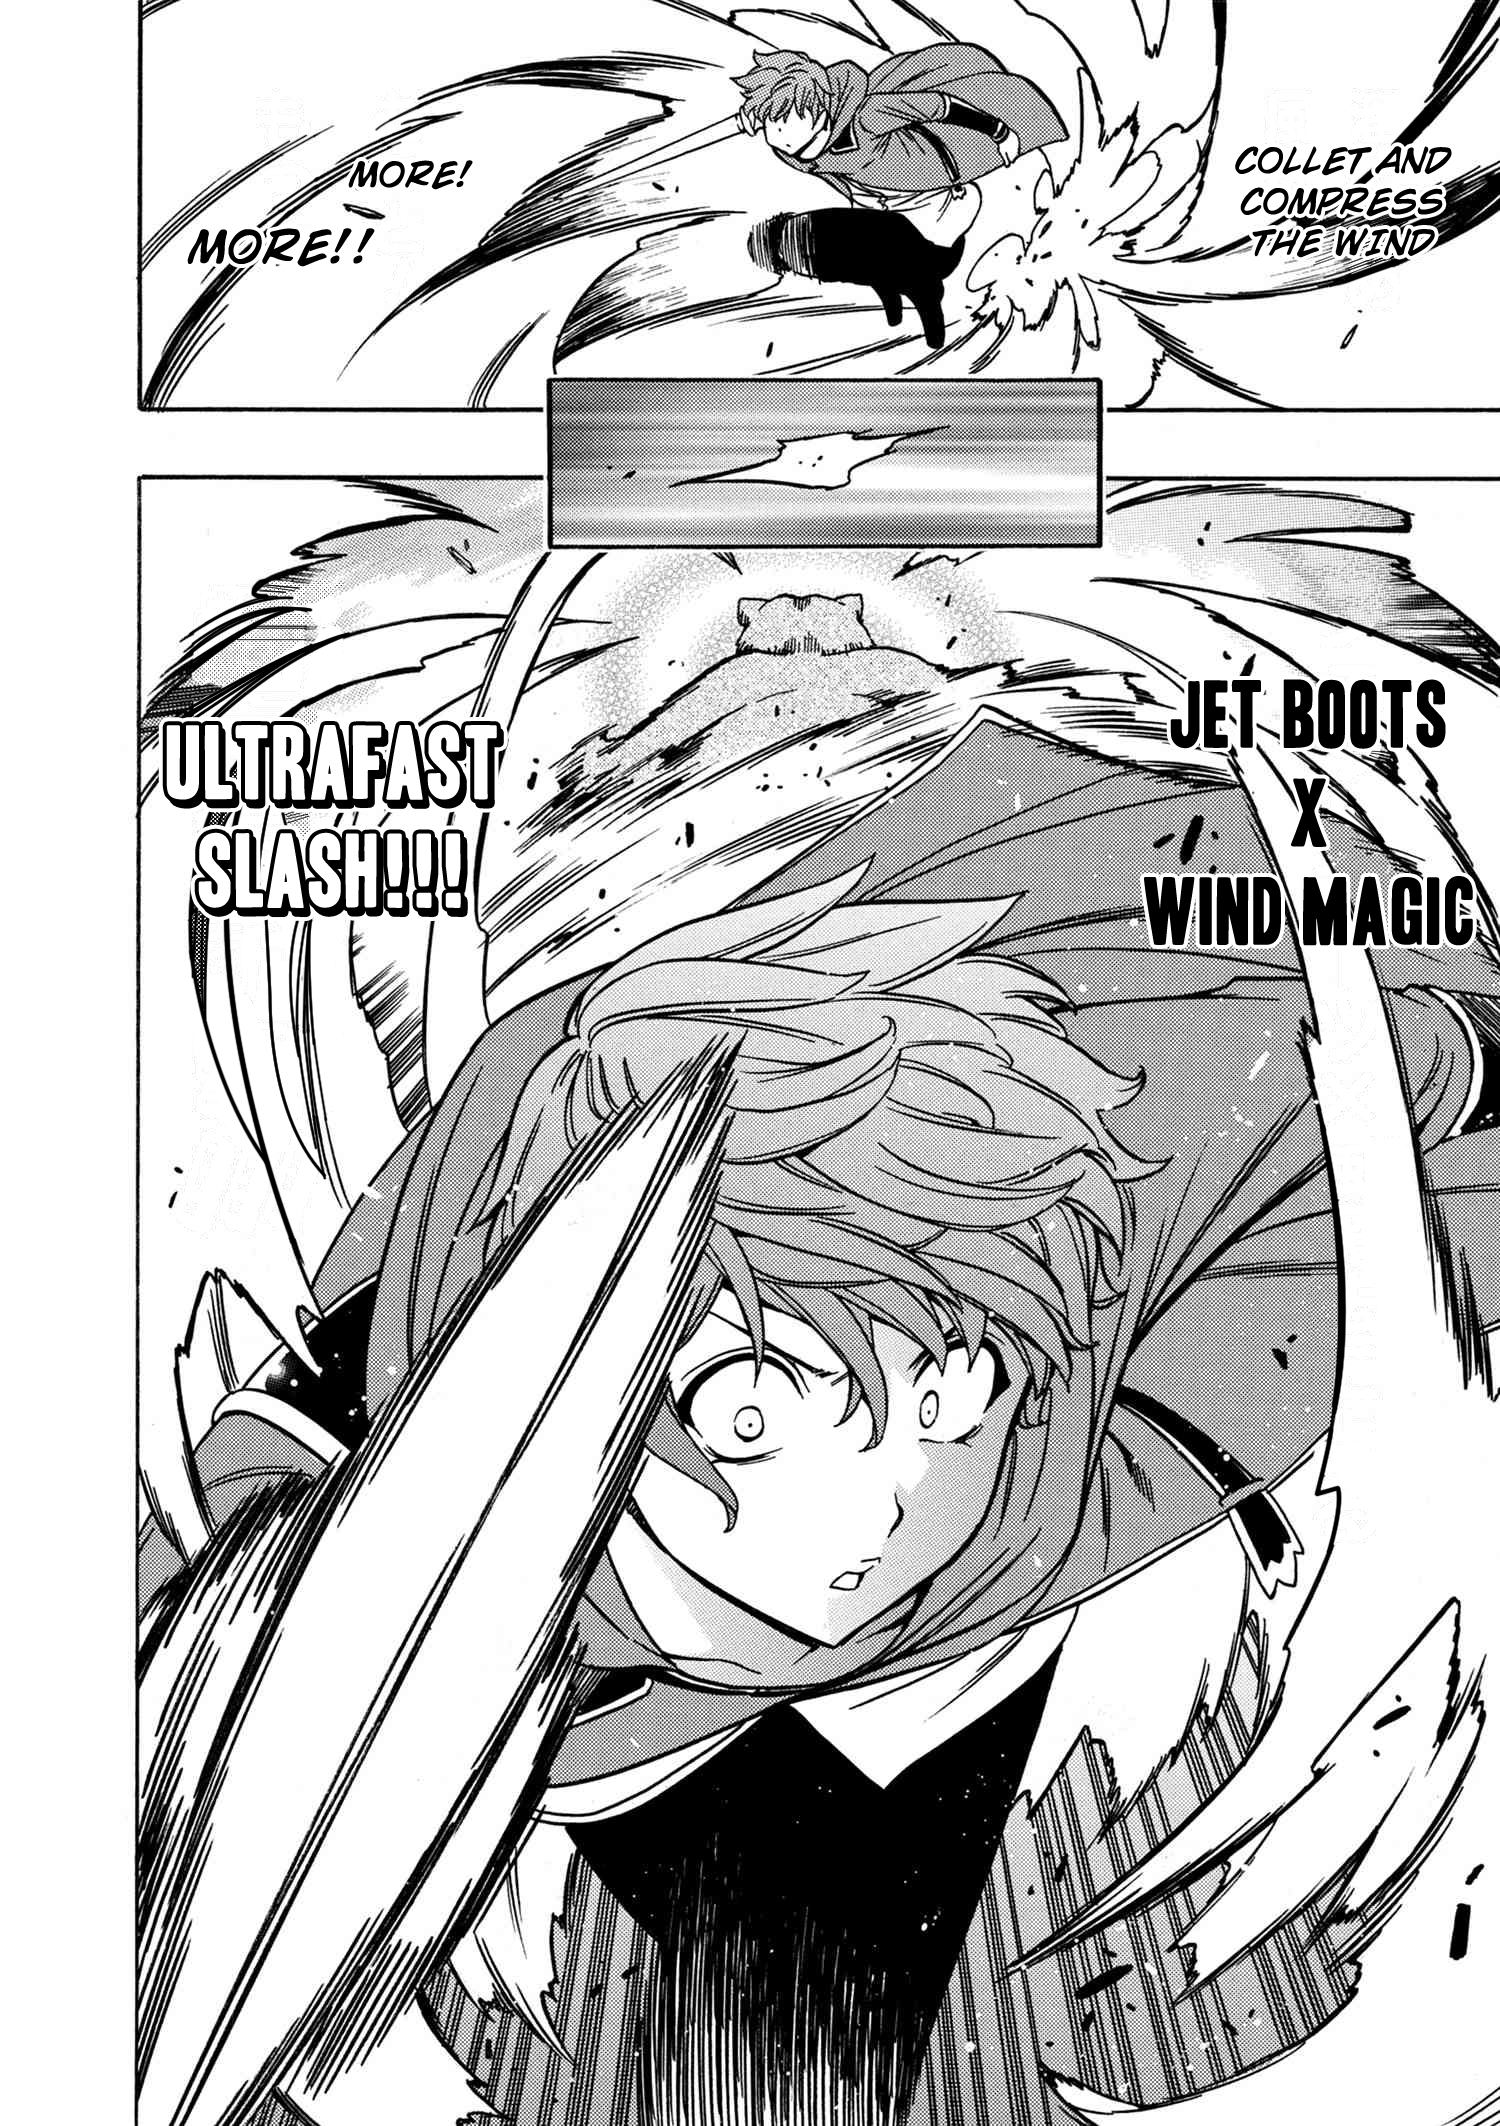 COLLET AND
COMPRESS
THE WIND
MORE!
MORE!!
JET BOOTS
X
WIND MAGIC
ULTRAFAST
SLASH!!!